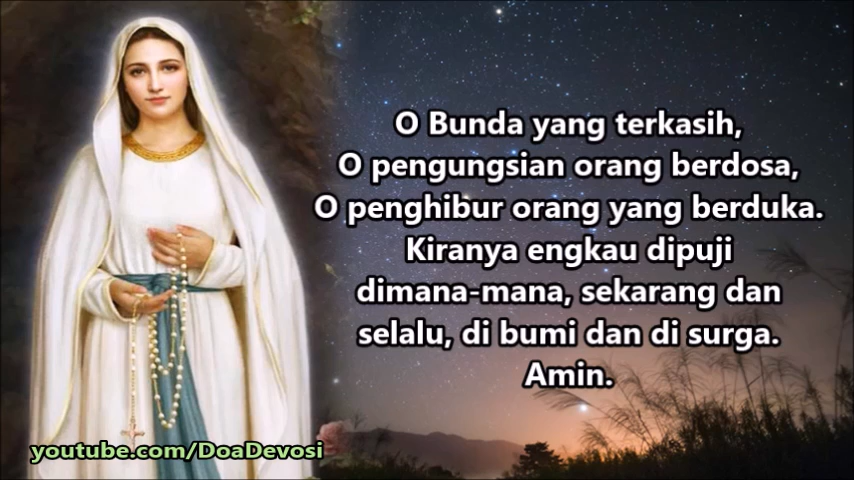 O Bunda yang terkasih,
O pengungsian orang berdosa,
O penghibur orang yang berduka.
Kiranya engkau dipuji
dimana-mana, sekarang dan
selalu, di bumi dan di surga.
Amin.
youtube.com/DoaDevosi